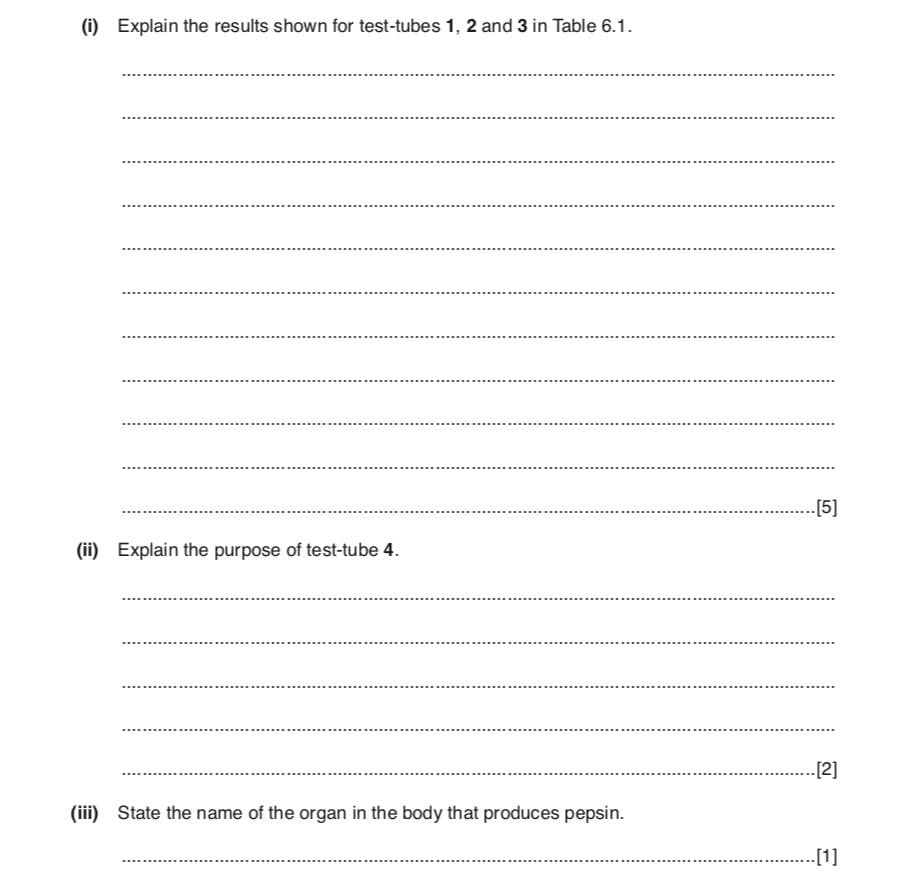 (i) Explain the results shown for test-tubes 1, 2 and 3 in Table 6.1.
[5]
(ii) Explain the purpose of test-tube 4.
[2]
(iii) State the name of the organ in the body that produces pepsin.
[1]